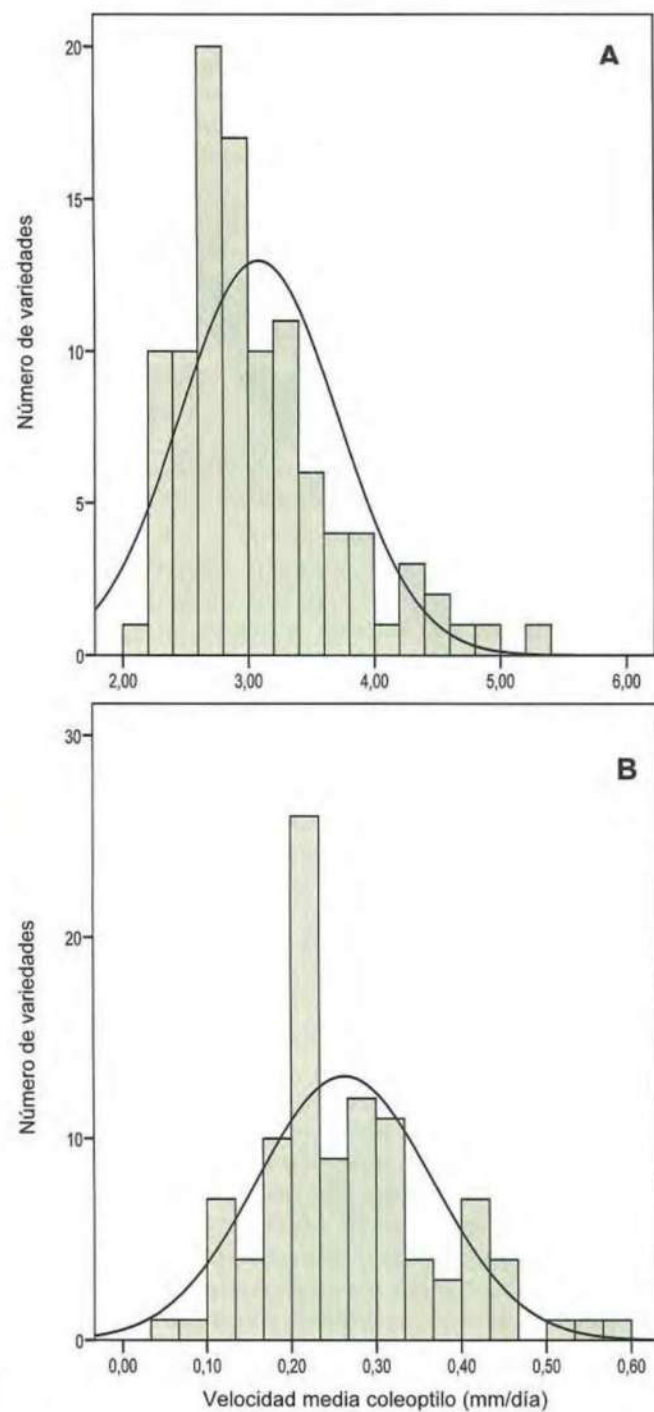 A
Número de variedades
20
15
10
5
0
2,00 3,00 4,00 5,00 6,00
B
Número de variedades
30
20
10
0
0,00 0,10 0,20 0,30 0,40 0,50 0,60
Velocidad media coleoptilo (mm/día)